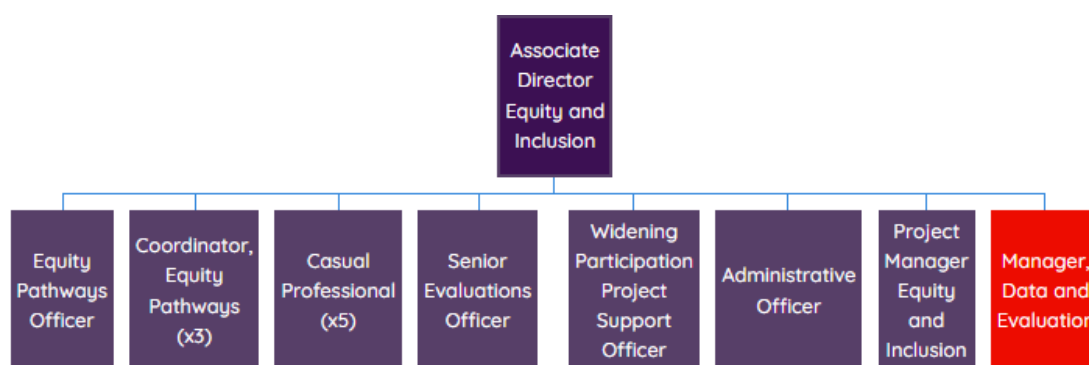 Associate
Director
Equity and
Inclusion
Equity
Pathways
Officer
Coordinator,
Equity
Pathways
(x3)
Casual
Professional
(x5)
Senior
Evaluations
Officer
Widening
Participation
Project
Support
Officer
Administrative
Officer
Project
Manager
Equity
and
Inclusion
Manager,
Data and
Evaluation